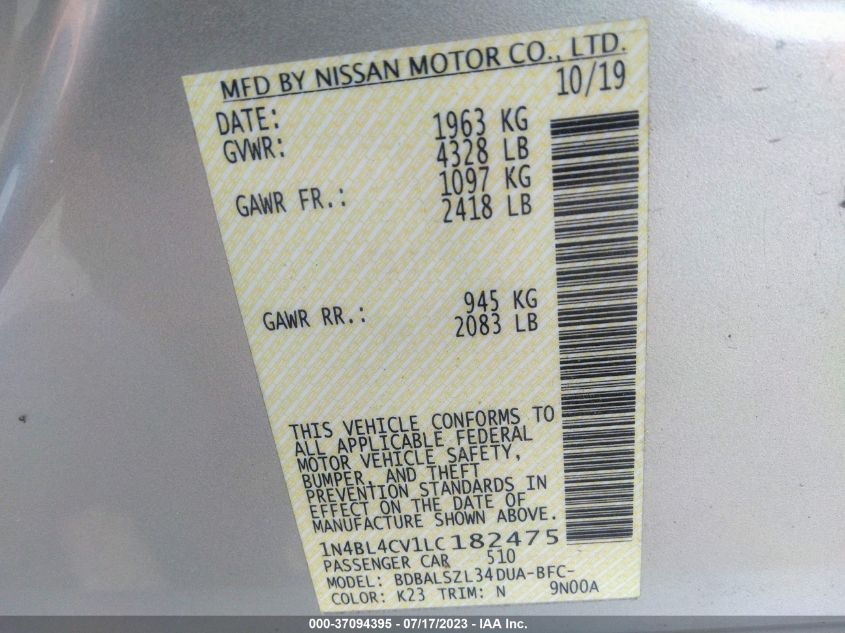 MFD BY NISSAN MOTOR CO., LTD.
DATE: 10/19
GVWR: 1963 KG
4328 LB
GAWR FR.: 1097 KG
2418 LB
GAWR RR.: 945 KG
2083 LB
THIS VEHICLE CONFORMS TO
ALL APPLICABLE FEDERAL
MOTOR VEHICLE SAFETY,
BUMPER, AND THEFT
PREVENTION STANDARDS IN
EFFECT ON THE DATE OF
MANUFACTURE SHOWN ABOVE.
1N4BL4CV1LC182475
PASSENGER CAR 510
MODEL: BDBALSZL34DUA-BFC-
COLOR: K23 TRIM: N 9N00A
000-37094395 - 07/17/2023 - IAA Inc.